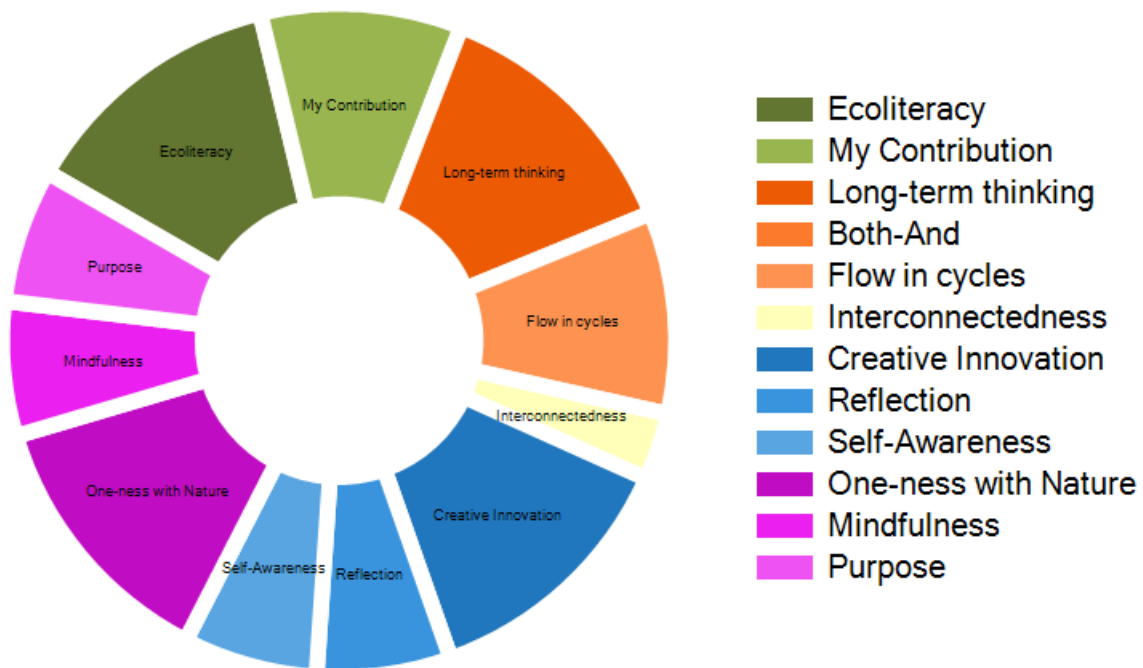 My Contribution
Ecoliteracy
Long-term thinking
Purpose
Flow in cycles
Mindfulness
Interconnectedness
One-ness with Nature
Creative Innovation
Self-Awareness
Reflection
Ecoliteracy
My Contribution
Long-term thinking
Both-And
Flow in cycles
Interconnectedness
Creative Innovation
Reflection
Self-Awareness
One-ness with Nature
Mindfulness
Purpose